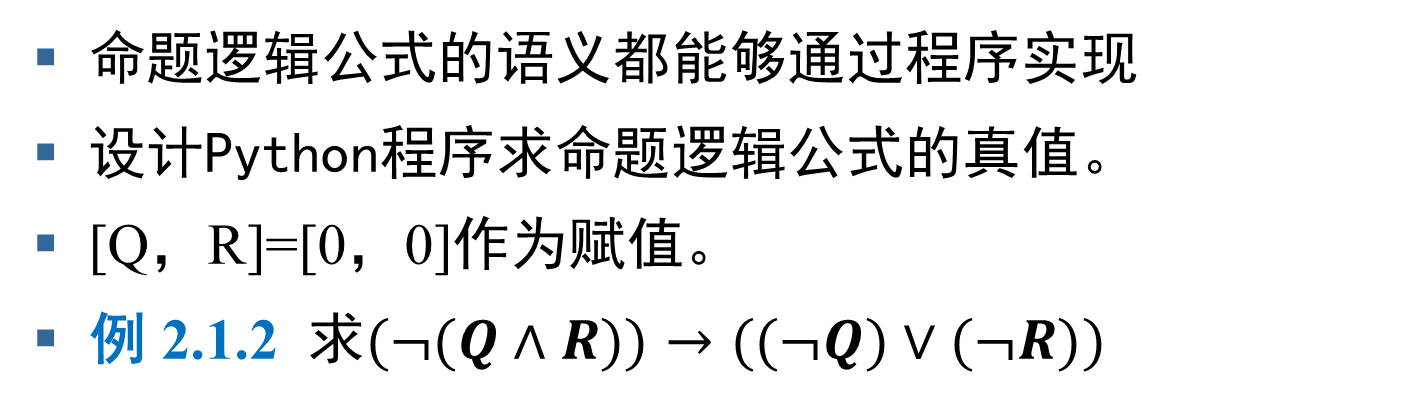 ▪ 命题逻辑公式的语义都能够通过程序实现
▪ 设计Python程序求命题逻辑公式的真值。
▪ [Q，R]=[0，0]作为赋值。
▪ 例 2.1.2 求(¬(Q ∧ R)) → ((¬Q) ∨ (¬R))